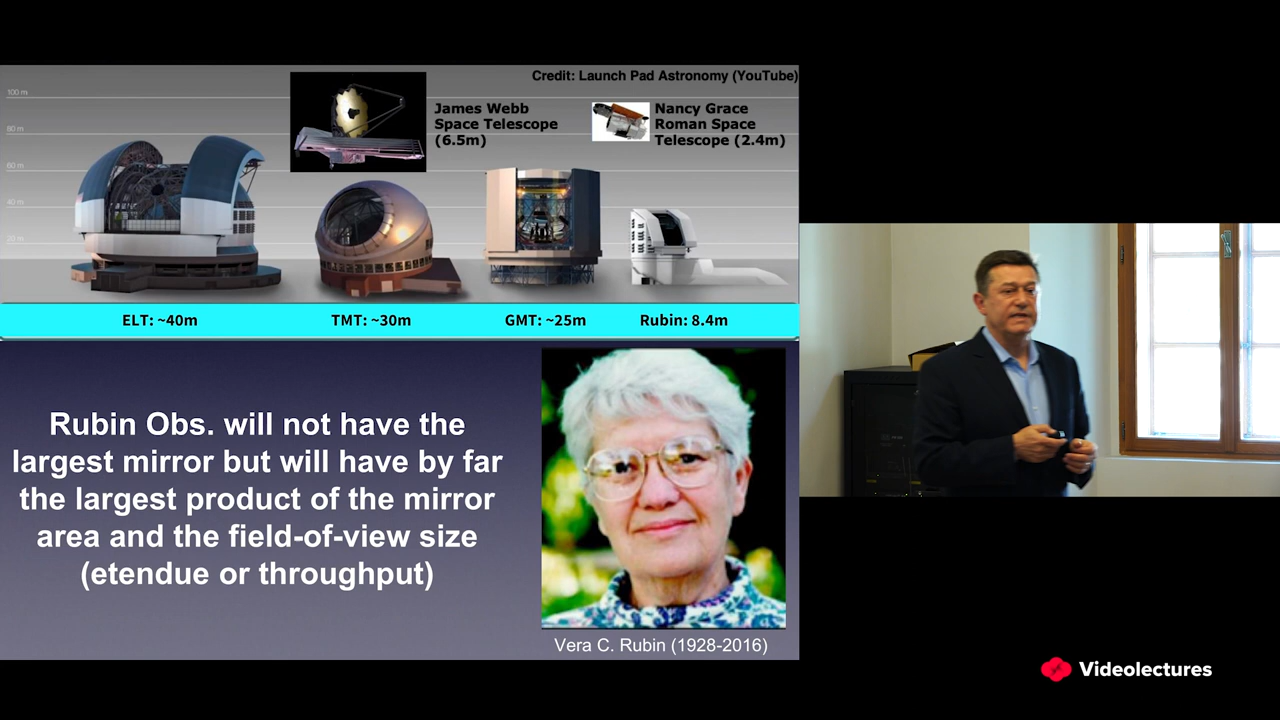 Credit: Launch Pad Astronomy (YouTube)
100 m
80 m
60 m
40 m
20 m
James Webb
Space Telescope
(6.5m)
Nancy Grace
Roman Space
Telescope (2.4m)
ELT: ~40m
TMT: ~30m
GMT: ~25m
Rubin: 8.4m
Rubin Obs. will not have the
largest mirror but will have by far
the largest product of the mirror
area and the field-of-view size
(etendue or throughput)
Vera C. Rubin (1928-2016)
Videolectures